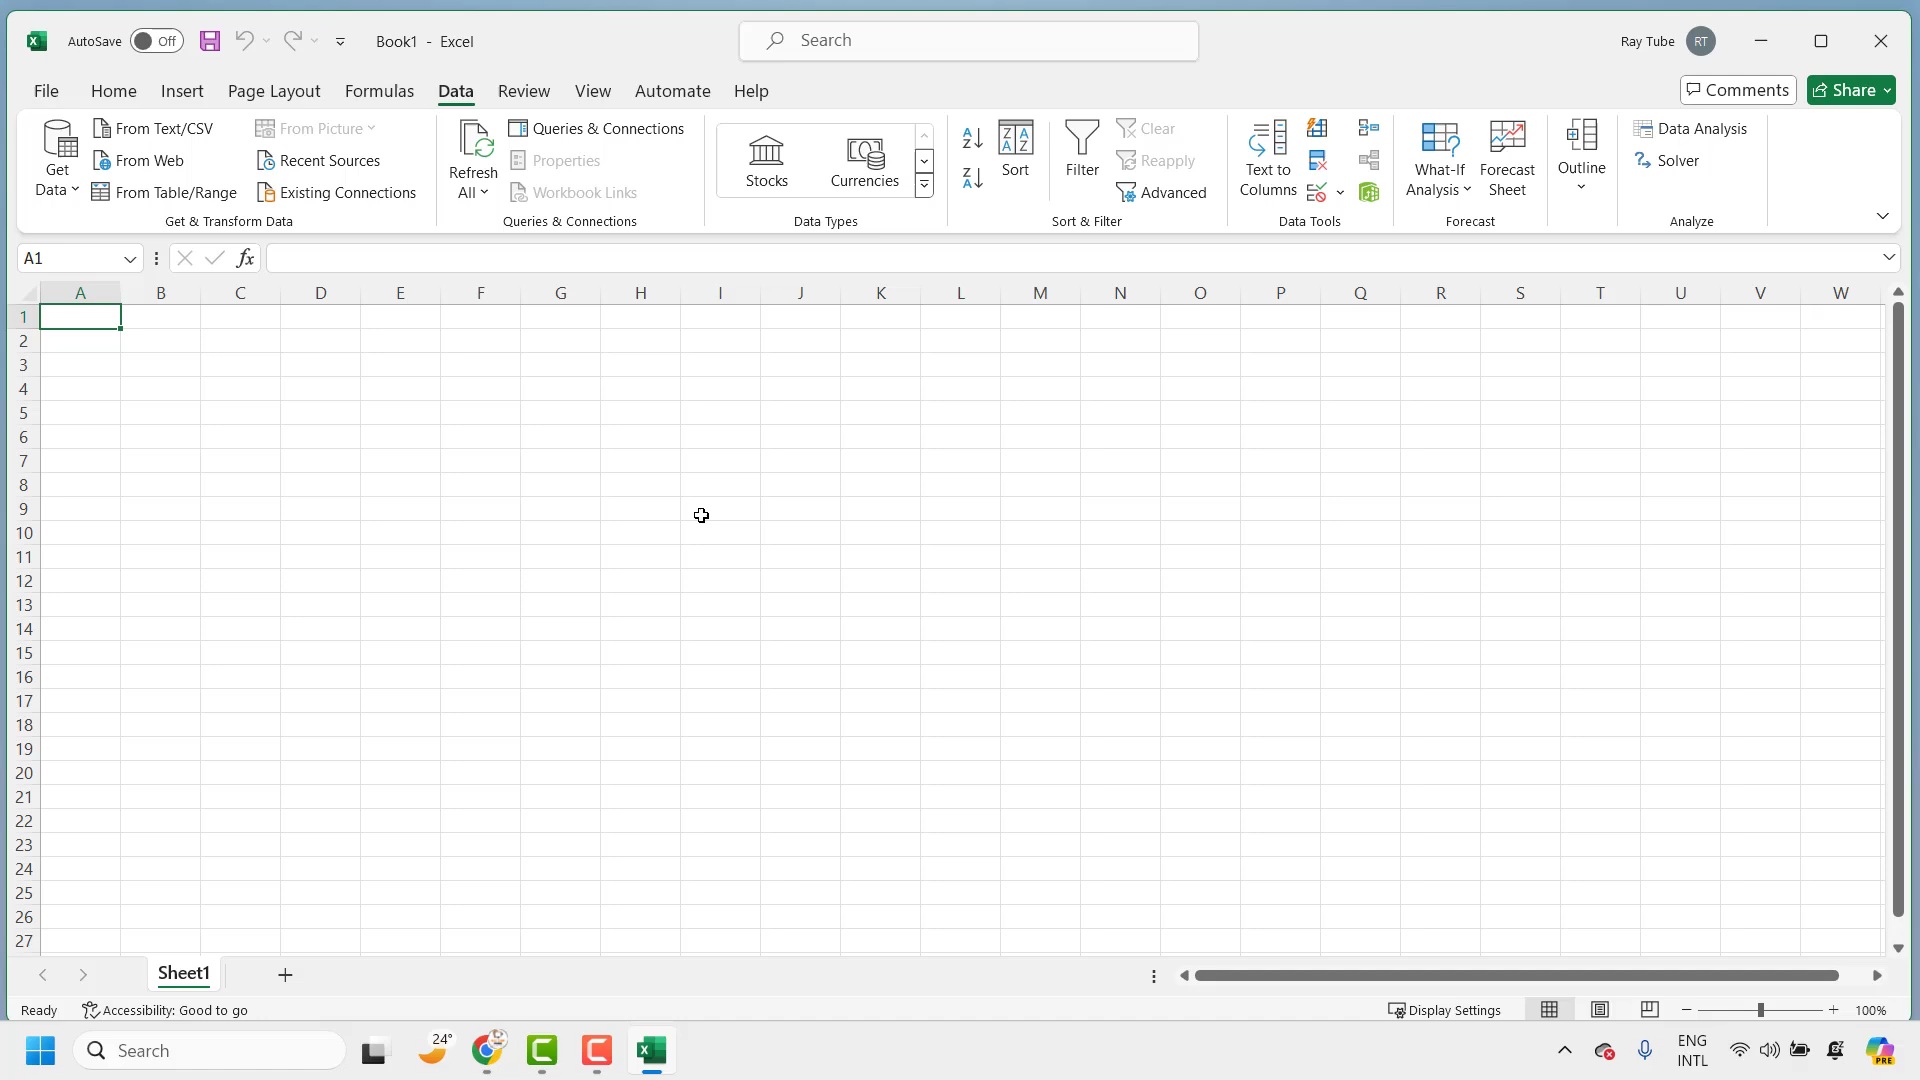 AutoSave Off Book1 - Excel Search Ray Tube RT
File Home Insert Page Layout Formulas Data Review View Automate Help Comments Share
Get Data
From Text/CSV
From Web
From Table/Range
From Picture
Recent Sources
Existing Connections
Get & Transform Data
Refresh All
Queries & Connections
Properties
Workbook Links
Queries & Connections
Stocks
Currencies
Data Types
Sort
Filter
Clear
Reapply
Advanced
Sort & Filter
Text to Columns
Data Tools
What-If Analysis
Forecast Sheet
Forecast
Outline
Data Analysis
Solver
Analyze
A1 fx
A B C D E F G H I J K L M N O P Q R S T U V W
1
2
3
4
5
6
7
8
9
10
11
12
13
14
15
16
17
18
19
20
21
22
23
24
25
26
27
Sheet1
Ready Accessibility: Good to go Display Settings 100%
Search 24° ENG INTL PRE